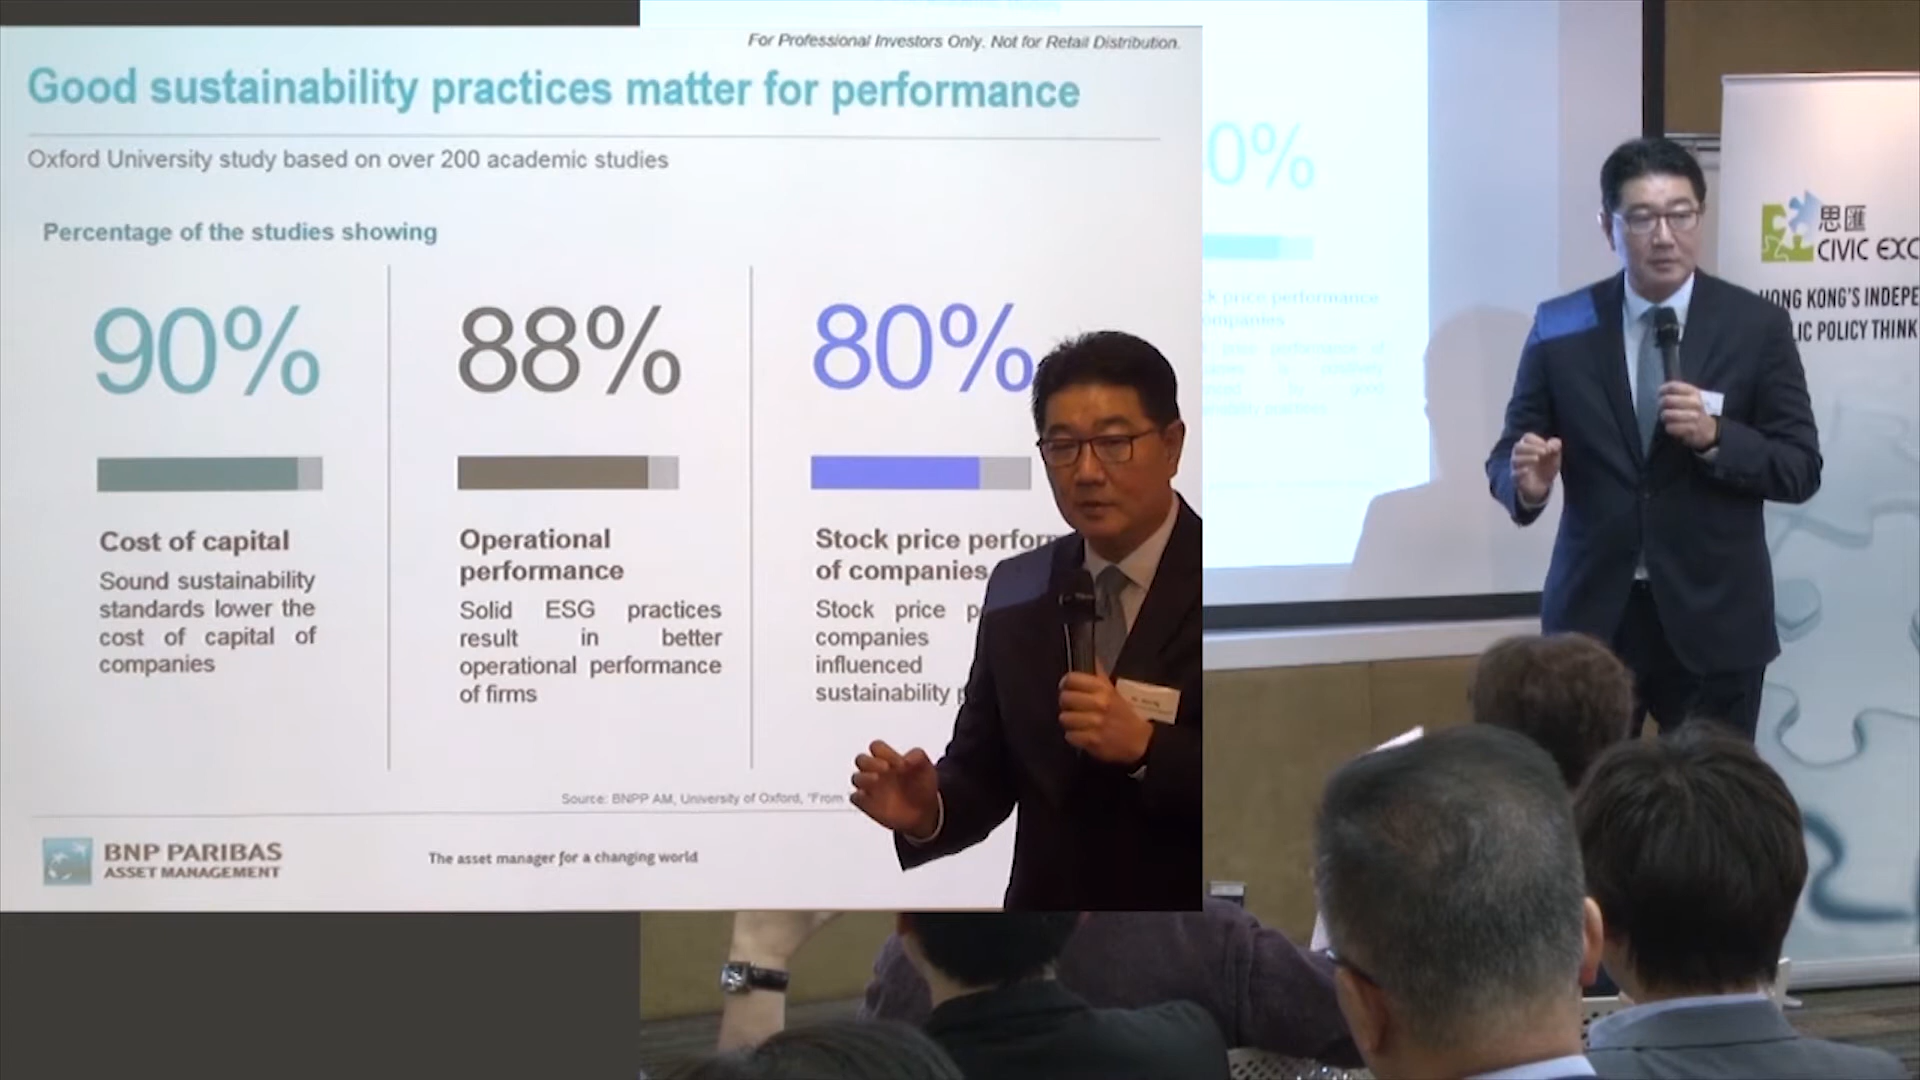 For Professional Investors Only. Not for Retail Distribution.
Good sustainability practices matter for performance
Oxford University study based on over 200 academic studies
Percentage of the studies showing
90%
88%
80%
Cost of capital
Sound sustainability
standards lower the
cost of capital of
companies
Operational
performance
Solid ESG practices
result in better
operational performance
of firms
Stock price perform
of companies
Stock price p
companies
influenced
sustainability
Source: BNPP AM, University of Oxford, "From
BNP PARIBAS
ASSET MANAGEMENT
The asset manager for a changing world
0%
k price performance
ompanies
思匯
CIVIC EXC
HONG KONG'S INDEPE
LIC POLICY THINK